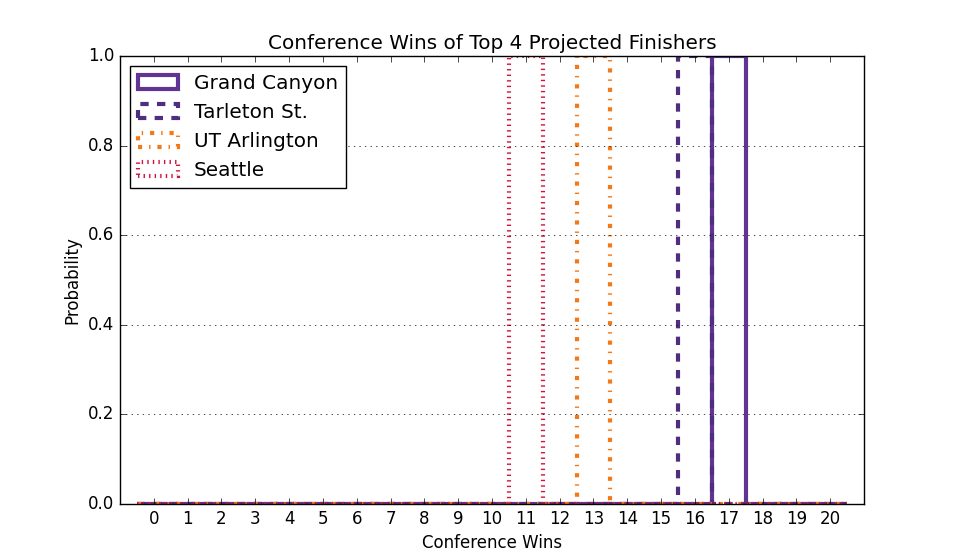 Conference Wins of Top 4 Projected Finishers
Grand Canyon
Tarleton St.
UT Arlington
Seattle
Probability
1.0
0.8
0.6
0.4
0.2
0.0
0 1 2 3 4 5 6 7 8 9 10 11 12 13 14 15 16 17 18 19 20
Conference Wins